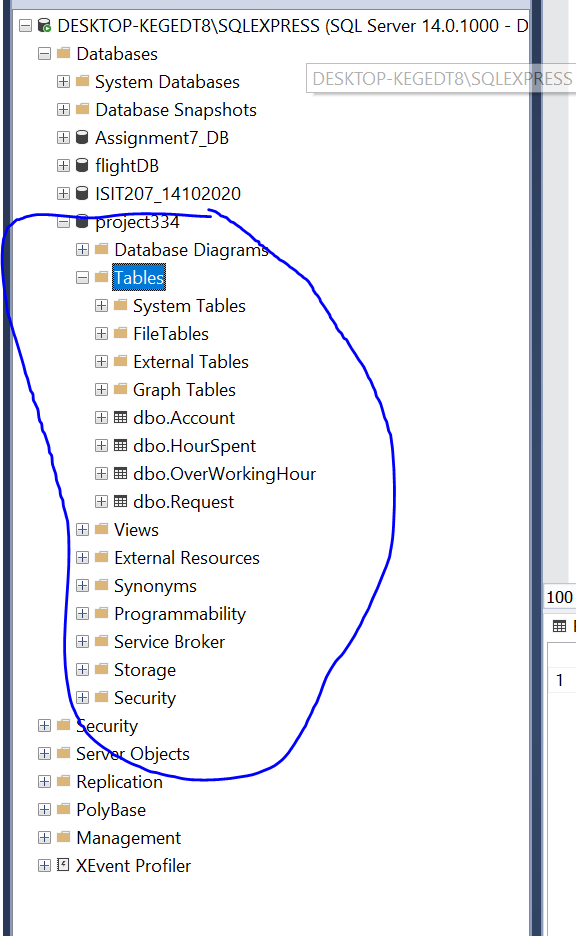 DESKTOP-KEGEDT8\SQLEXPRESS (SQL Server 14.0.1000 - D
Databases
System Databases
DESKTOP-KEGEDT8\SQLEXPRESS
Database Snapshots
Assignment7_DB
flightDB
ISIT207_14102020
project334
Database Diagrams
Tables
System Tables
FileTables
External Tables
Graph Tables
dbo.Account
dbo.HourSpent
dbo.OverWorkingHour
dbo.Request
Views
External Resources
Synonyms
Programmability
100
Service Broker
Storage
1
Security
Security
Server Objects
Replication
PolyBase
Management
XEvent Profiler